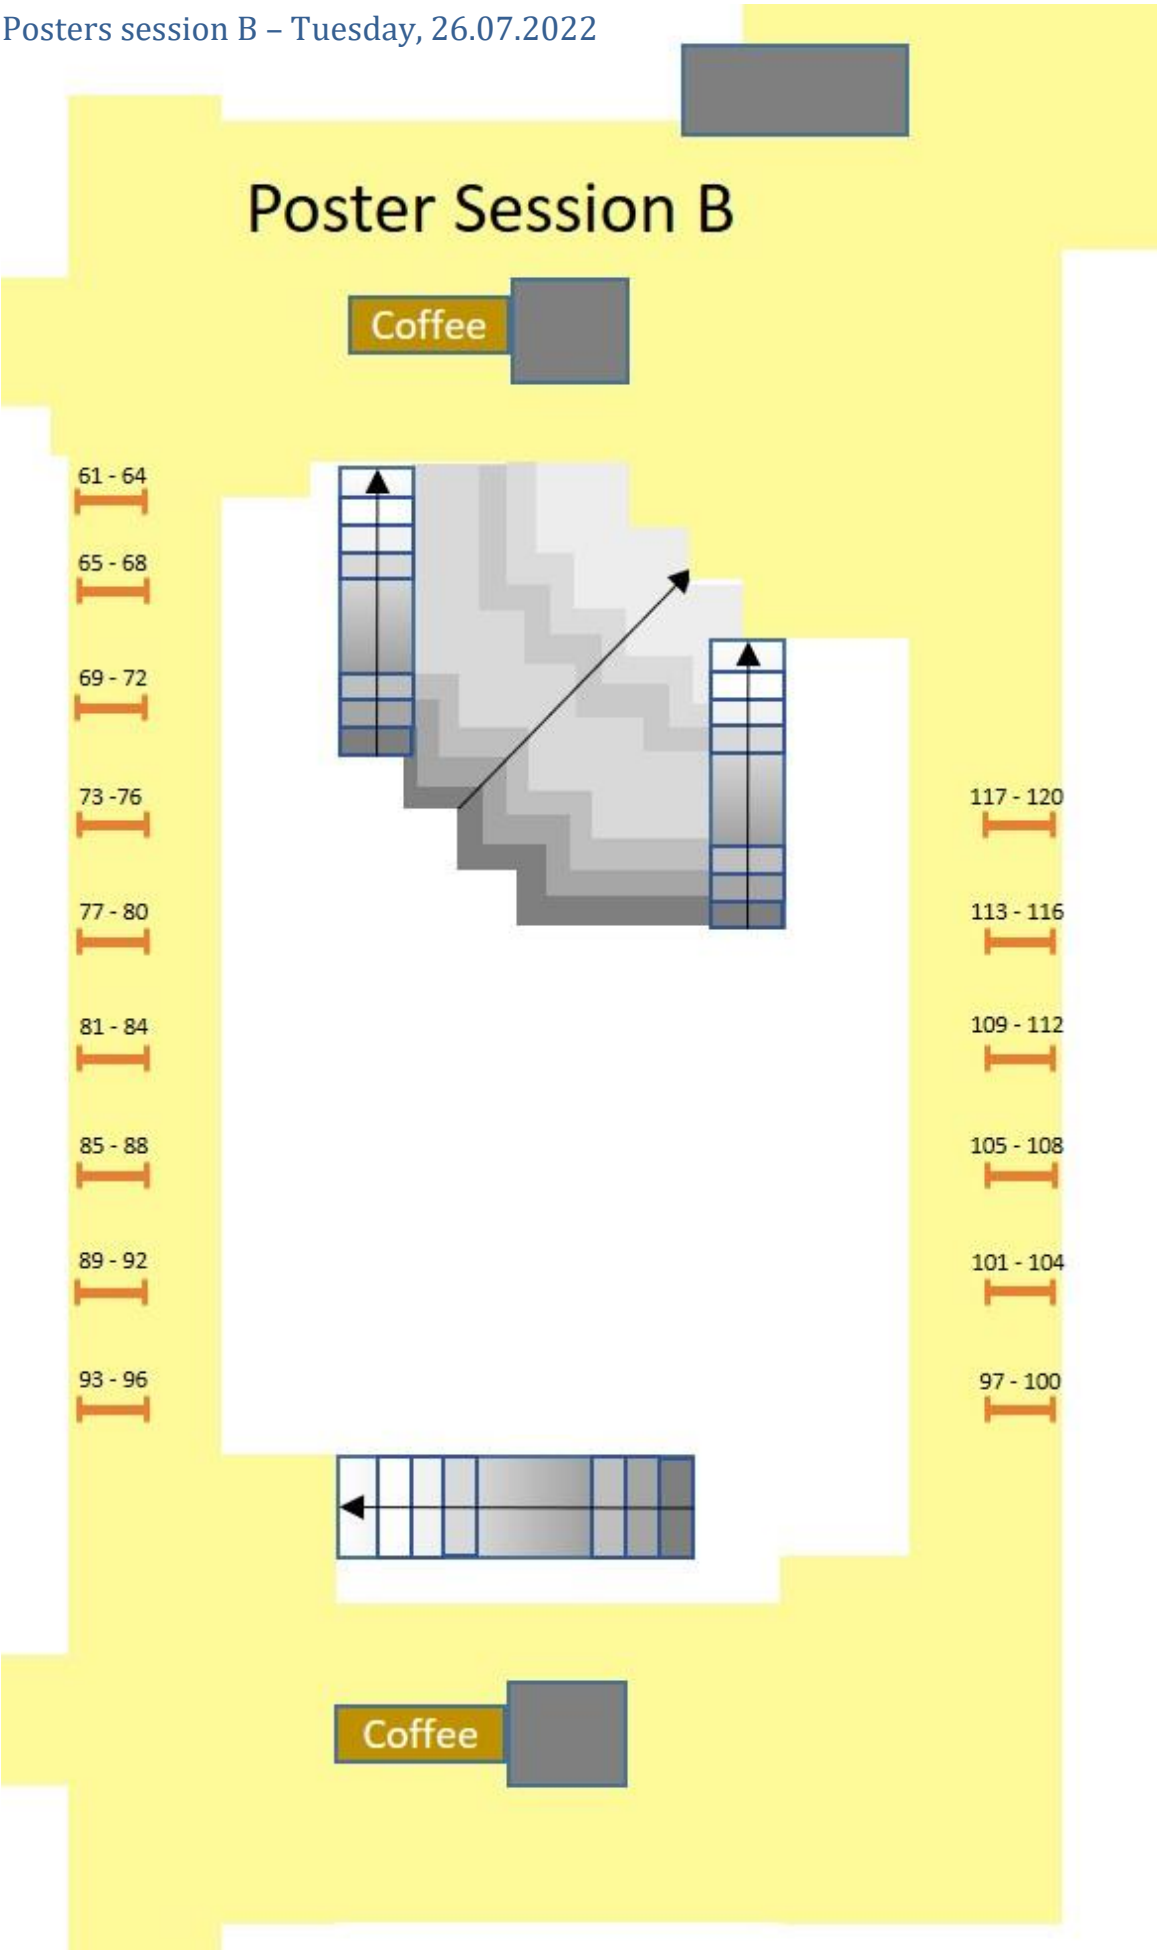 Posters session B – Tuesday, 26.07.2022
Poster Session B
Coffee
61 - 64
65 - 68
69 - 72
73 -76
117 - 120
77 - 80
113 - 116
81 - 84
109 - 112
85 - 88
105 - 108
89 - 92
101 - 104
93 - 96
97 - 100
Coffee